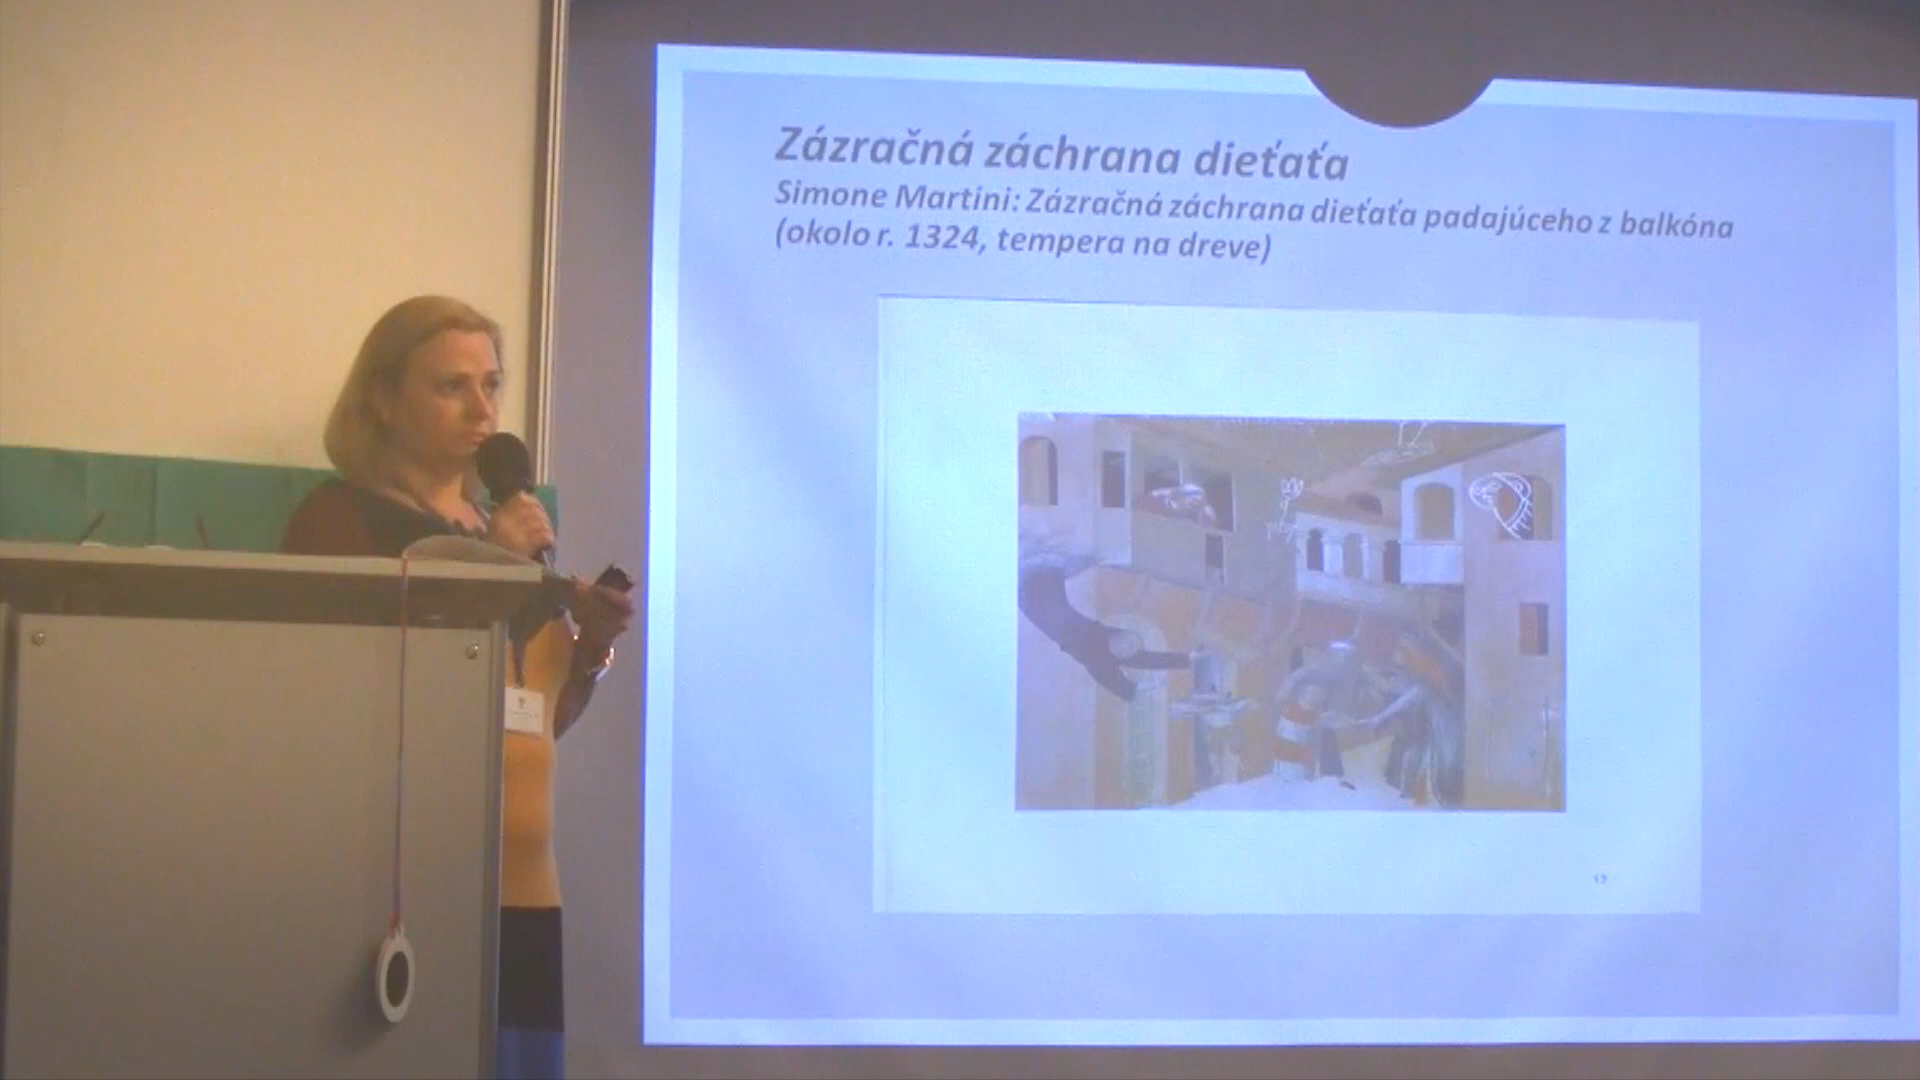 Zázračná záchrana dieťaťa
Simone Martini: Zázračná záchrana dieťaťa padajúceho z balkóna
(okolo r. 1324, tempera na dreve)